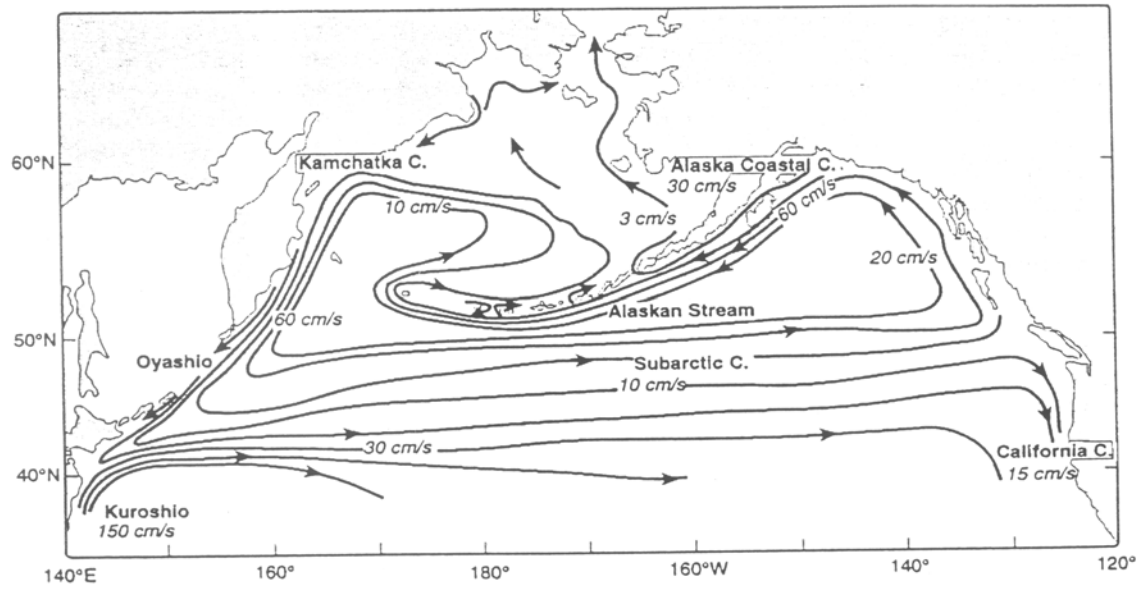 60°N
50°N
40°N
Kamchatka C.
10 cm/s
Alaska Coastal C.
30 cm/s
3 cm/s
60 cm/s
20 cm/s
Alaskan Stream
60 cm/s
Oyashio
Subarctic C.
10 cm/s
30 cm/s
California C.
15 cm/s
Kuroshio
150 cm/s
140°E
160°
180°
160°W
140°
120°